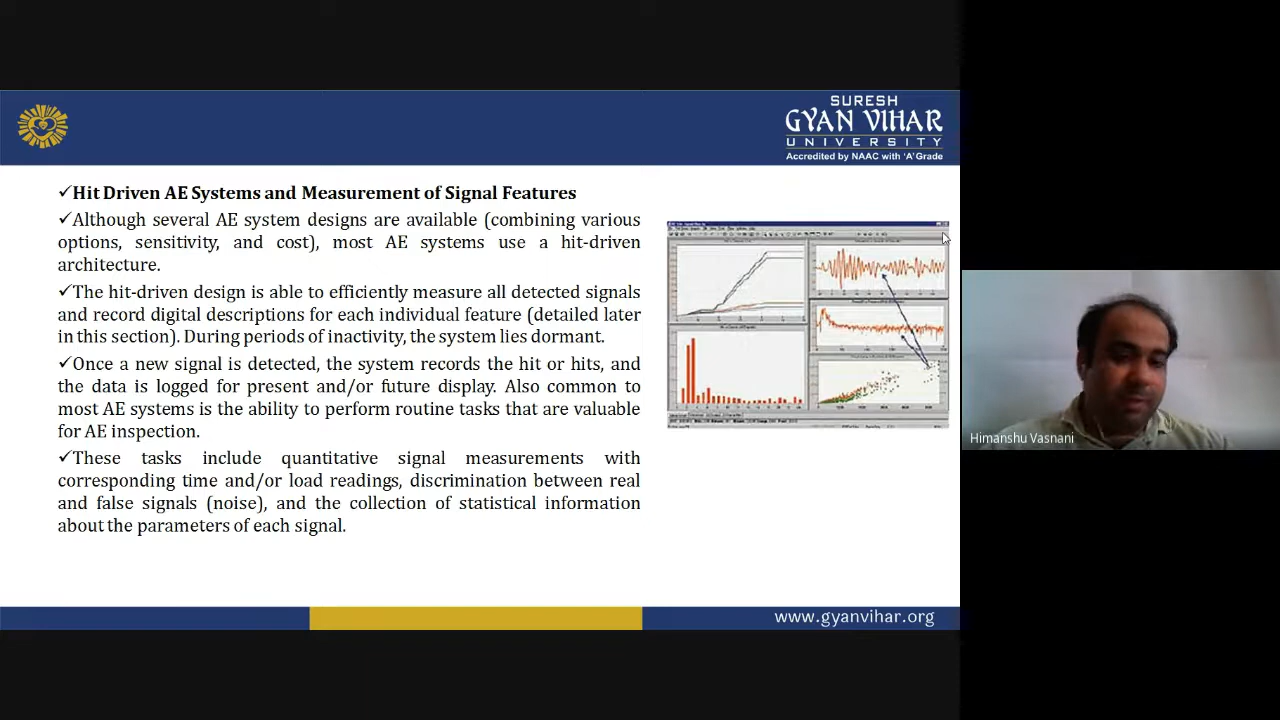 SURESH
GYAN VIHAR
UNIVERSITY
Accredited by NAAC with 'A' Grade
✓Hit Driven AE Systems and Measurement of Signal Features
✓Although several AE system designs are available (combining various
options, sensitivity, and cost), most AE systems use a hit-driven
architecture.
✓The hit-driven design is able to efficiently measure all detected signals
and record digital descriptions for each individual feature (detailed later
in this section). During periods of inactivity, the system lies dormant.
✓Once a new signal is detected, the system records the hit or hits, and
the data is logged for present and/or future display. Also common to
most AE systems is the ability to perform routine tasks that are valuable
for AE inspection.
✓These tasks include quantitative signal measurements with
corresponding time and/or load readings, discrimination between real
and false signals (noise), and the collection of statistical information
about the parameters of each signal.
Himanshu Vasnani
www.gyanvihar.org